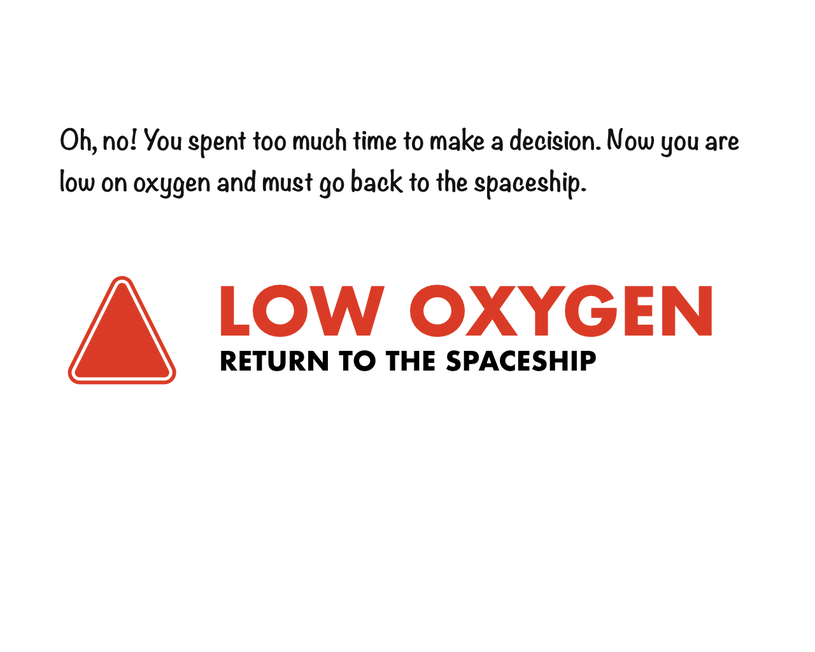 Oh, no! You spent too much time to make a decision. Now you are
low on oxygen and must go back to the spaceship.
LOW OXYGEN
RETURN TO THE SPACESHIP